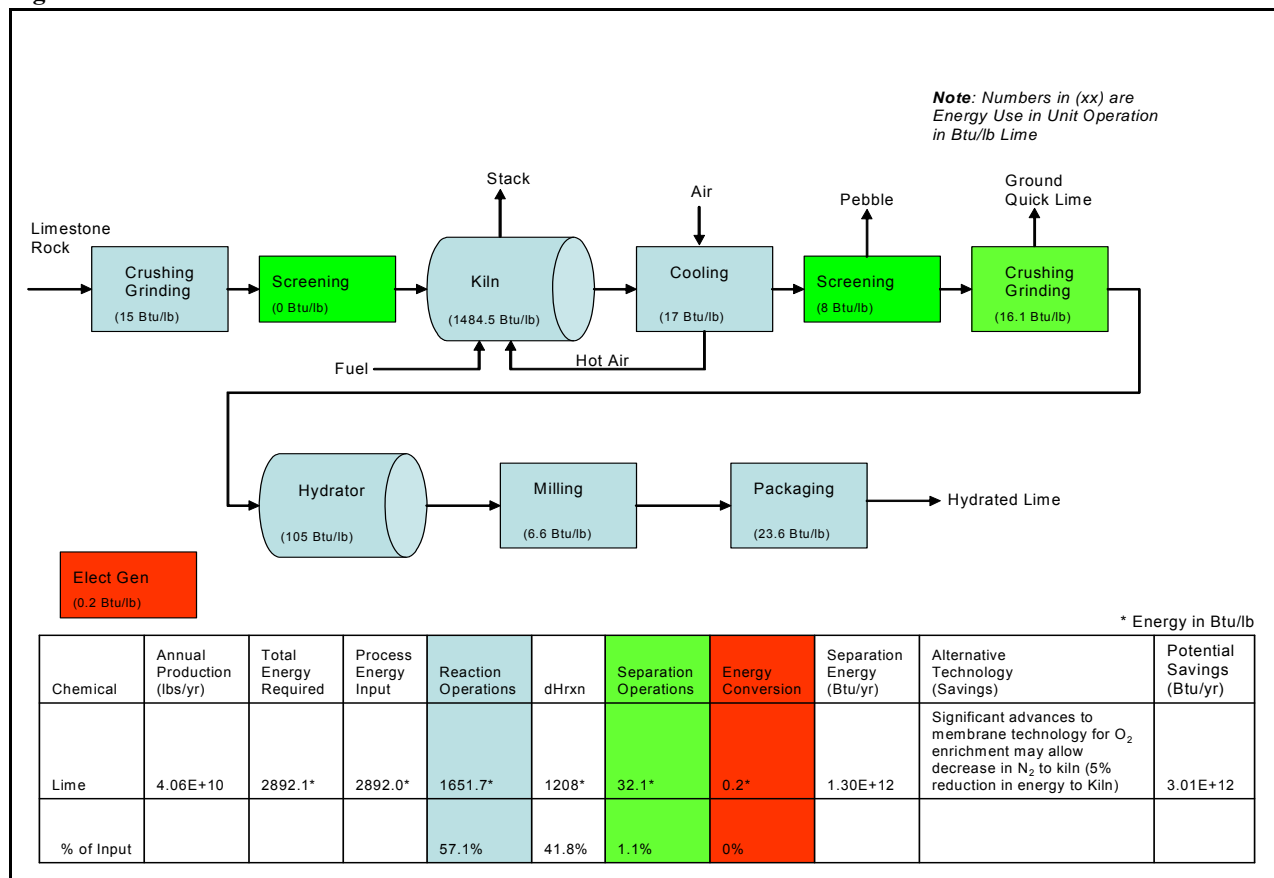 Note: Numbers in (xx) are
Energy Use in Unit Operation
in Btu/lb Lime
Stack
Air
Pebble
Ground
Quick Lime
Limestone
Rock
Crushing
Grinding
(15 Btu/lb)
Screening
(0 Btu/lb)
Kiln
(1484.5 Btu/lb)
Cooling
(17 Btu/lb)
Screening
(8 Btu/lb)
Crushing
Grinding
(16.1 Btu/lb)
Fuel
Hot Air
Hydrator
(105 Btu/lb)
Milling
(6.6 Btu/lb)
Packaging
(23.6 Btu/lb)
Hydrated Lime
Elect Gen
(0.2 Btu/lb)
* Energy in Btu/lb
Chemical
Annual
Production
(lbs/yr)
Total
Energy
Required
Process
Energy
Input
Reaction
Operations
dHrxn
Separation
Operations
Energy
Conversion
Separation
Energy
(Btu/yr)
Alternative
Technology
(Savings)
Potential
Savings
(Btu/yr)
Lime
4.06E+10
2892.1*
2892.0*
1651.7*
1208*
32.1*
0.2*
1.30E+12
Significant advances to
membrane technology for O2
enrichment may allow
decrease in N2 to kiln (5%
reduction in energy to Kiln)
3.01E+12
% of Input
57.1%
41.8%
1.1%
0%